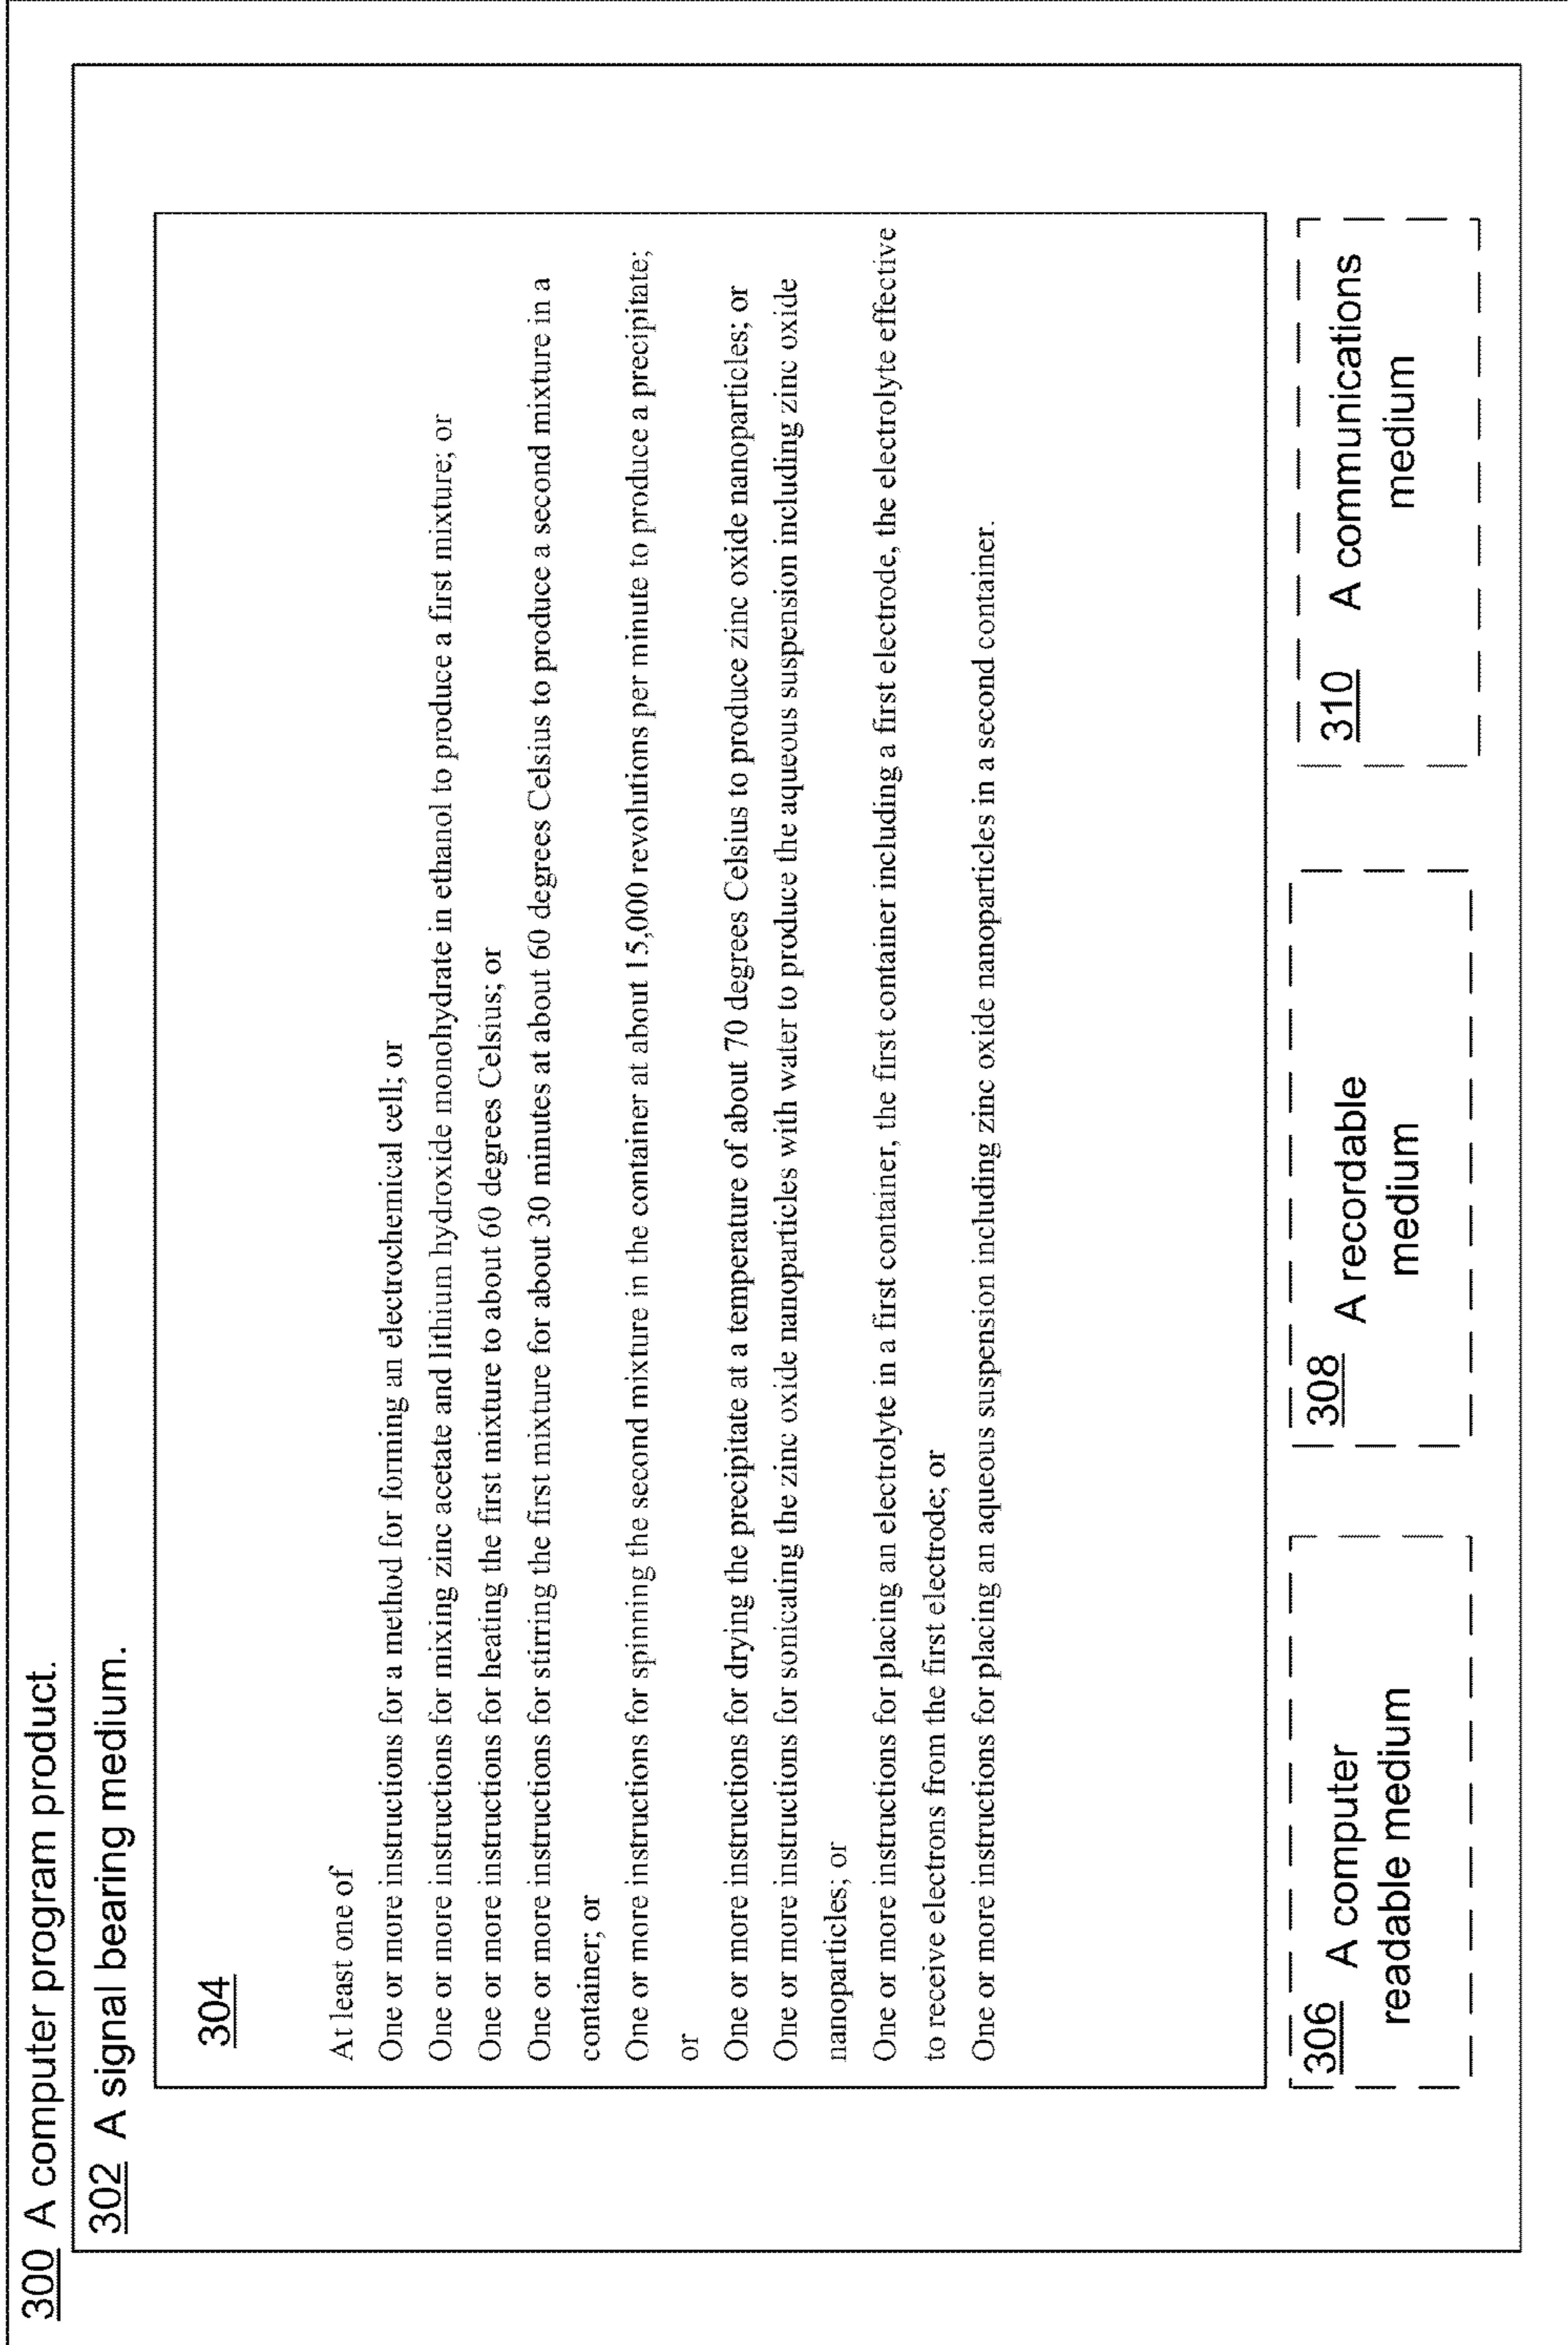 300 A computer program product.
302 A signal bearing medium.
304
At least one of
One or more instructions for a method for forming an electrochemical cell; or
One or more instructions for mixing zinc acetate and lithium hydroxide monohydrate in ethanol to produce a first mixture; or
One or more instructions for heating the first mixture to about 60 degrees Celsius; or
One or more instructions for stirring the first mixture for about 30 minutes at about 60 degrees Celsius to produce a second mixture in a
container; or
One or more instructions for spinning the second mixture in the container at about 15,000 revolutions per minute to produce a precipitate;
or
One or more instructions for drying the precipitate at a temperature of about 70 degrees Celsius to produce zinc oxide nanoparticles; or
One or more instructions for sonicating the zinc oxide nanoparticles with water to produce the aqueous suspension including zinc oxide
nanoparticles; or
One or more instructions for placing an electrolyte in a first container, the first container including a first electrode, the electrolyte effective
to receive electrons from the first electrode; or
One or more instructions for placing an aqueous suspension including zinc oxide nanoparticles in a second container.
306 A computer
readable medium
308 A recordable
medium
310 A communications
medium